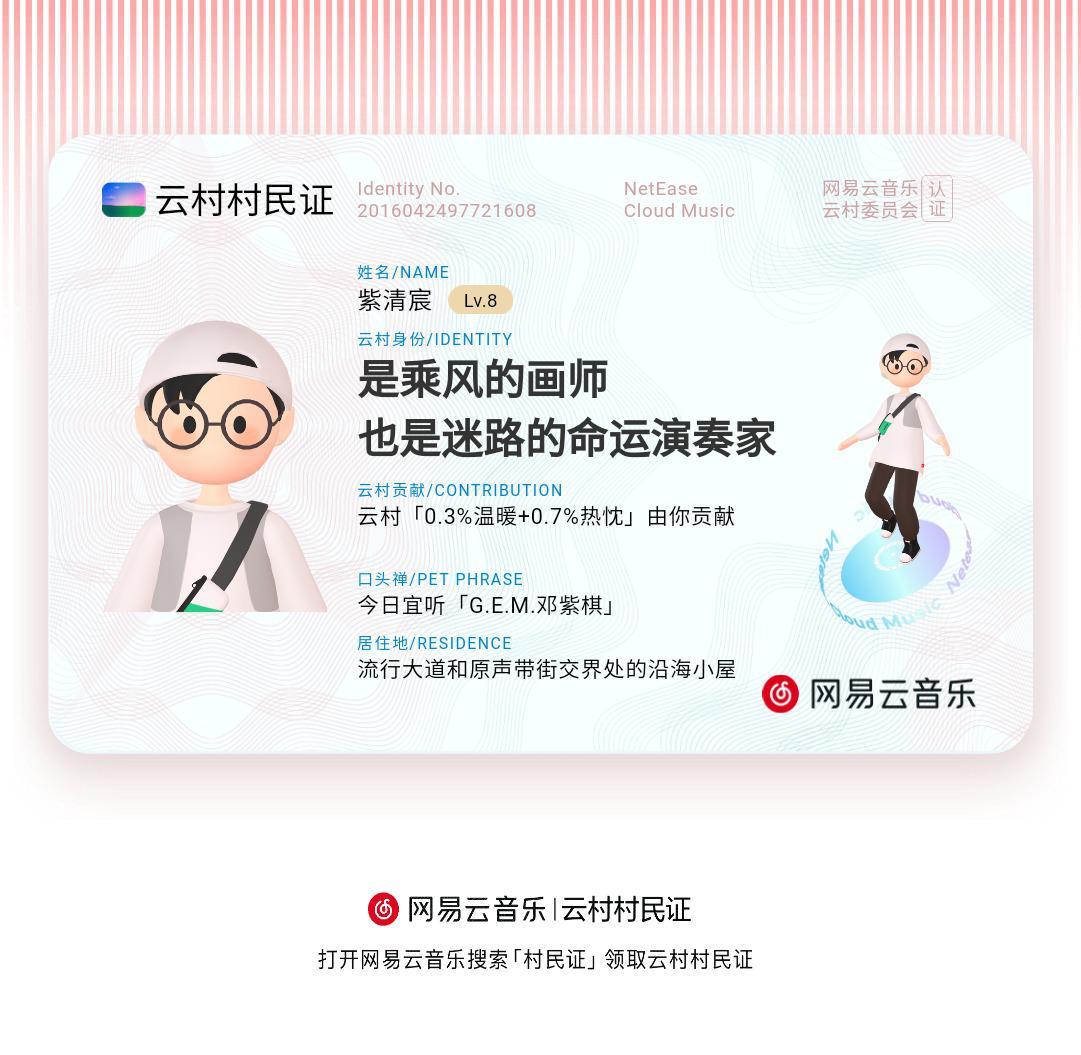 云村村民证
Identity No.
2016042497721608
NetEase
Cloud Music
网易云音乐
云村委员会
认证
姓名/NAME
紫清宸 Lv.8
云村身份/IDENTITY
是乘风的画师
也是迷路的命运演奏家
云村贡献/CONTRIBUTION
云村「0.3%温暖+0.7%热忱」由你贡献
口头禅/PET PHRASE
今日宜听「G.E.M.邓紫棋」
居住地/RESIDENCE
流行大道和原声带街交界处的沿海小屋
Cloud Music Netease
网易云音乐
网易云音乐|云村村民证
打开网易云音乐搜索「村民证」领取云村村民证